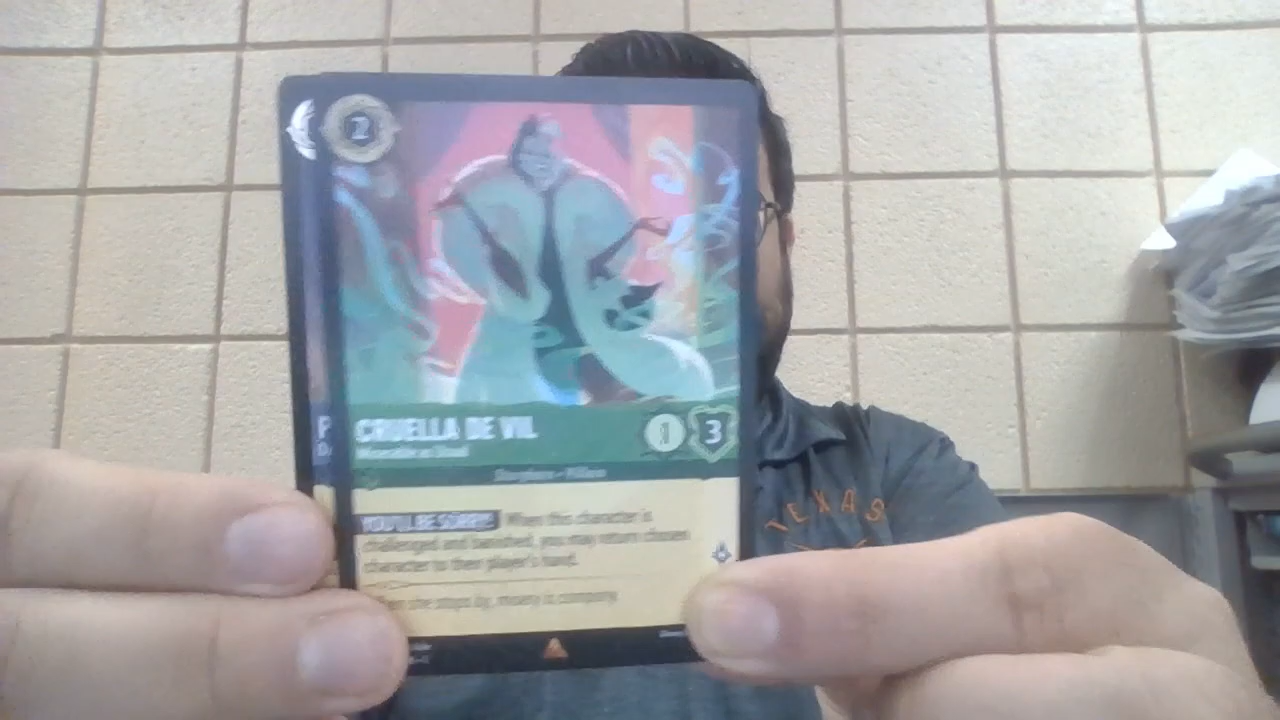 2
CRUELLA DE VIL
Miserable as Usual
1 3
Storyborn • Villain
YOU'LL BE SORRY! When this character is
challenged and banished, you may return chosen
character to their player's hand.
she stops by, misery is company.
P
D
TEXAS